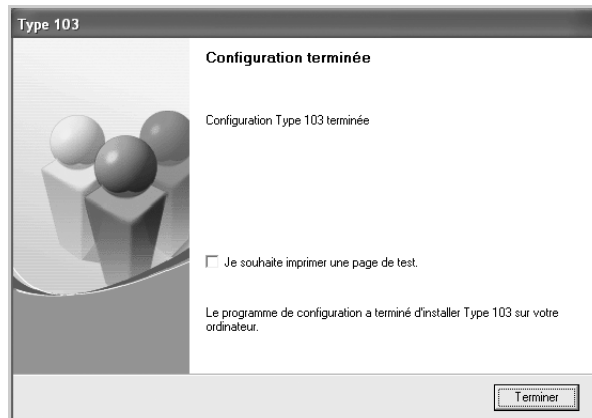 Type 103
Configuration terminée
Configuration Type 103 terminée
Je souhaite imprimer une page de test.
Le programme de configuration a terminé d'installer Type 103 sur votre
ordinateur.
Terminer